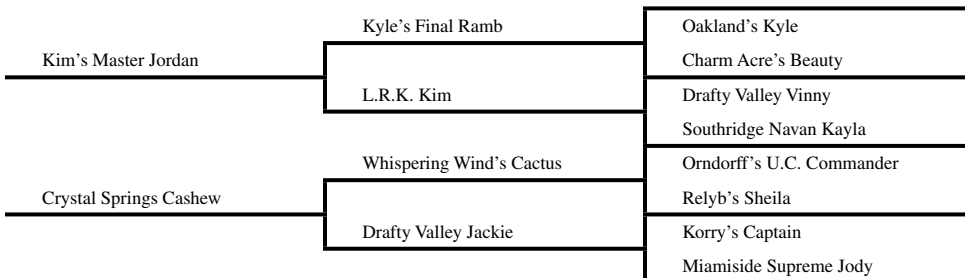 Kyle's Final Ramb
Oakland's Kyle
Kim's Master Jordan
Charm Acre's Beauty
L.R.K. Kim
Drafty Valley Vinny
Southridge Navan Kayla
Whispering Wind's Cactus
Orndorff's U.C. Commander
Crystal Springs Cashew
Relyb's Sheila
Drafty Valley Jackie
Korry's Captain
Miamiside Supreme Jody